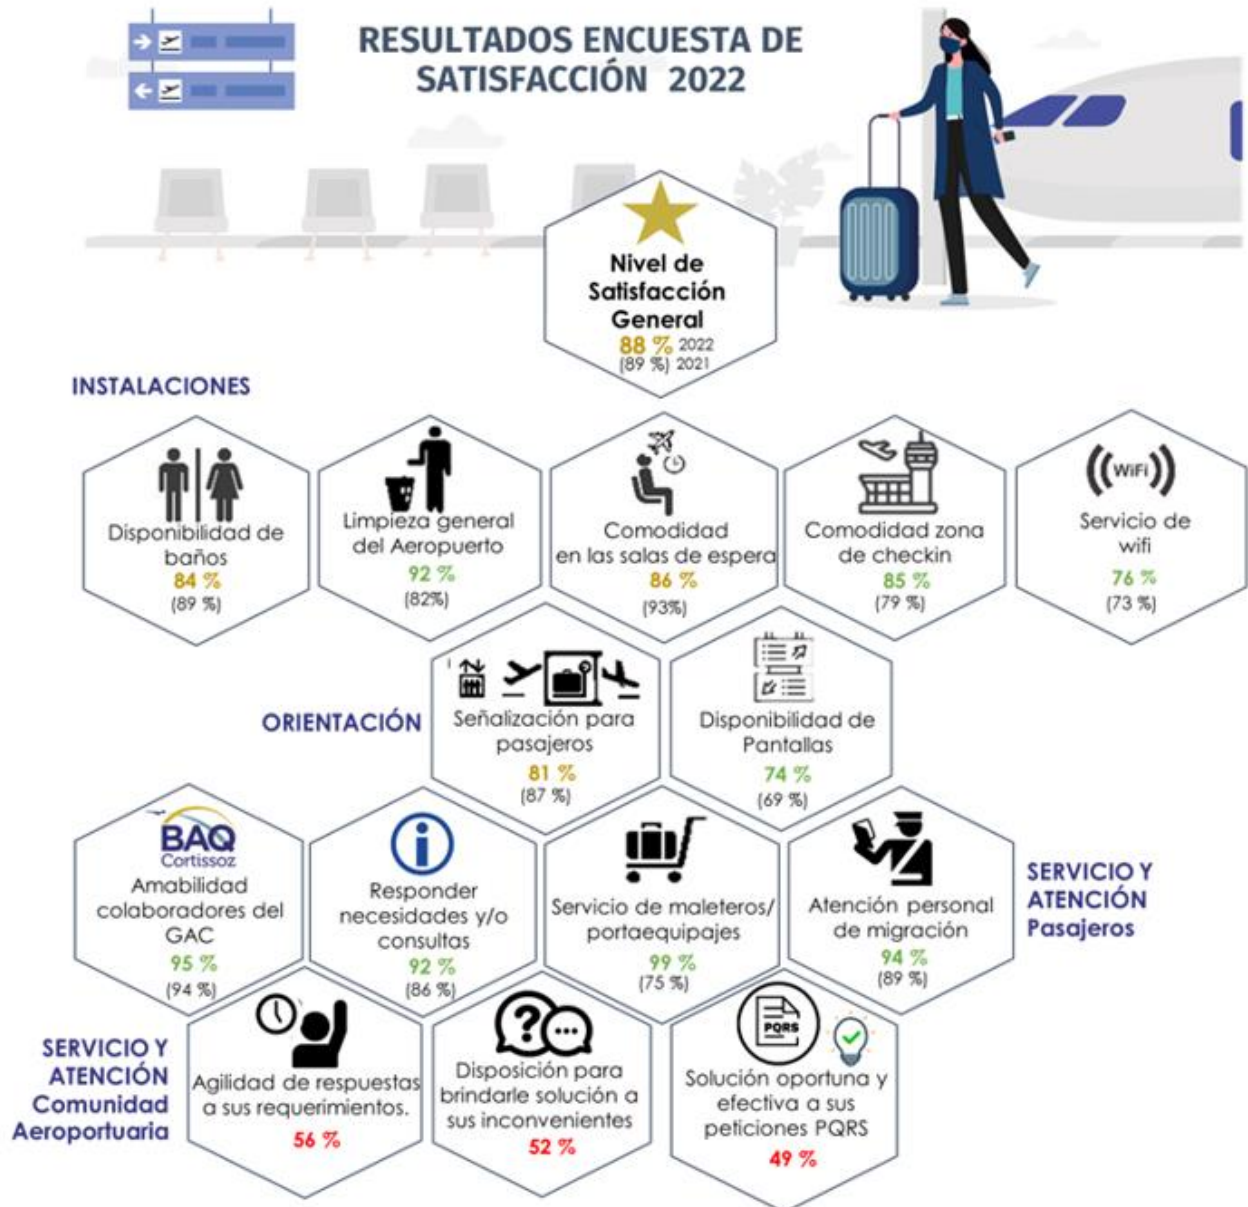 RESULTADOS ENCUESTA DE
SATISFACCIÓN 2022
Nivel de
Satisfacción
General
88 % 2022
(89 %) 2021
INSTALACIONES
Disponibilidad de
baños
84 %
(89 %)
Limpieza general
del Aeropuerto
92 %
(82%)
Comodidad
en las salas de espera
86 %
(93%)
Comodidad zona
de checkin
85 %
(79 %)
WiFi
Servicio de
wifi
76 %
(73 %)
ORIENTACIÓN
Señalización para
pasajeros
81 %
(87 %)
Disponibilidad de
Pantallas
74 %
(69 %)
BAQ
Cortissoz
Amabilidad
colaboradores del
GAC
95 %
(94 %)
Responder
necesidades y/o
consultas
92 %
(86 %)
Servicio de maleteros/
portaequipajes
99 %
(75 %)
Atención personal
de migración
94 %
(89 %)
SERVICIO Y
ATENCIÓN
Pasajeros
SERVICIO Y
ATENCIÓN
Comunidad
Aeroportuaria
Agilidad de respuestas
a sus requerimientos.
56 %
Disposición para
brindarle solución a
sus inconvenientes
52 %
PQRS
Solución oportuna y
efectiva a sus
peticiones PQRS
49 %